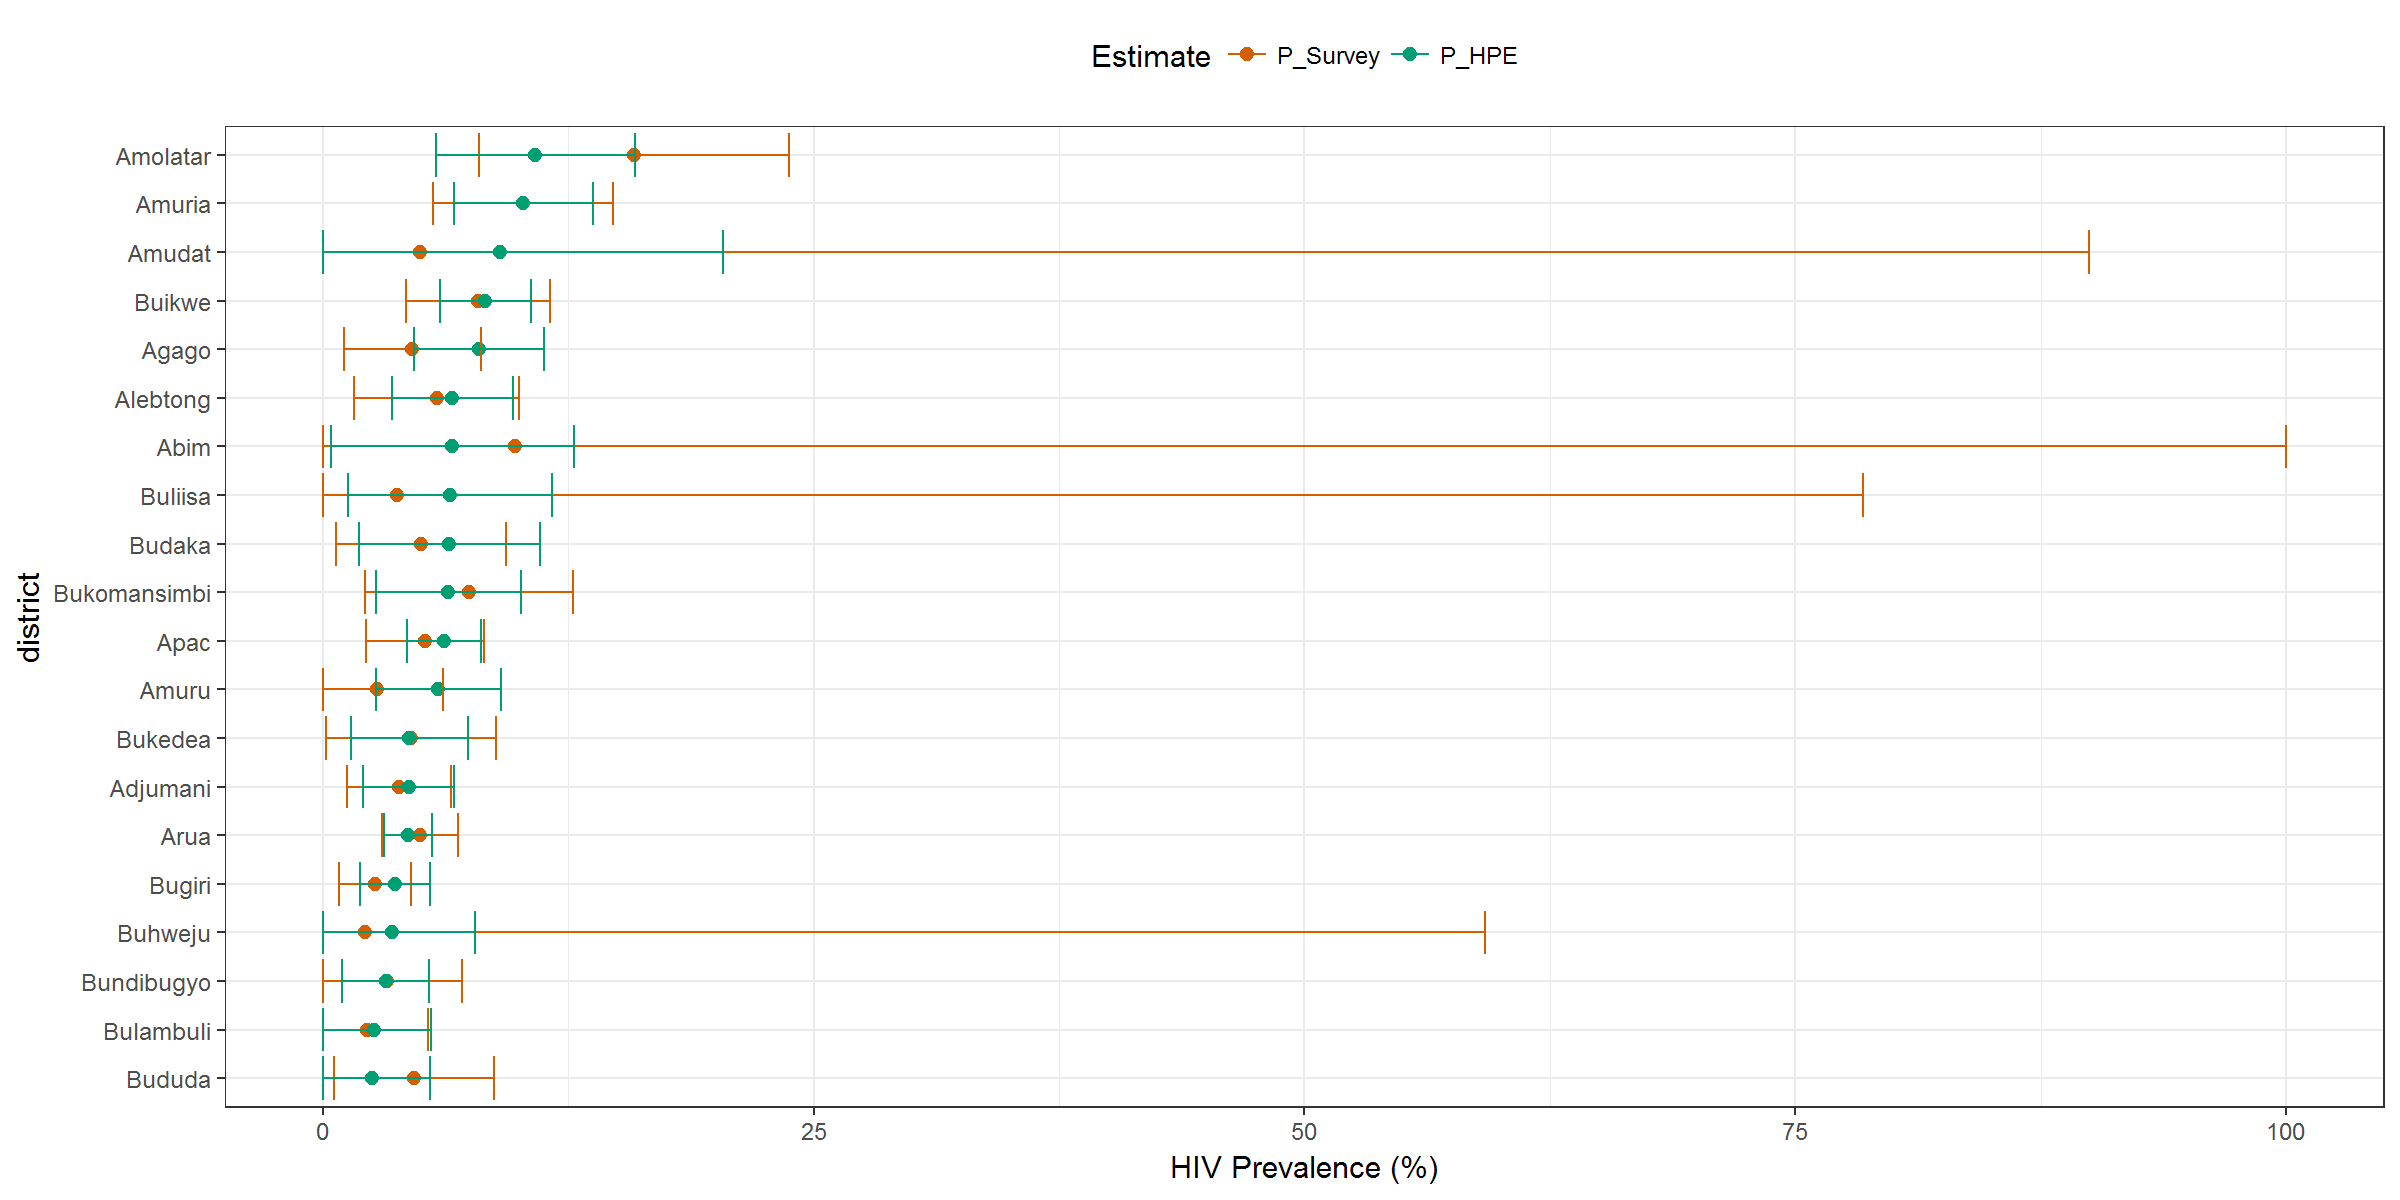 Estimate P_Survey P_HPE
Amolatar
Amuria
Amudat
Buikwe
Agago
Alebtong
Abim
Buliisa
Budaka
Bukomansimbi
Apac
Amuru
Bukedea
Adjumani
Arua
Bugiri
Buhweju
Bundibugyo
Bulambuli
Bududa
district
0 25 50 75 100
HIV Prevalence (%)